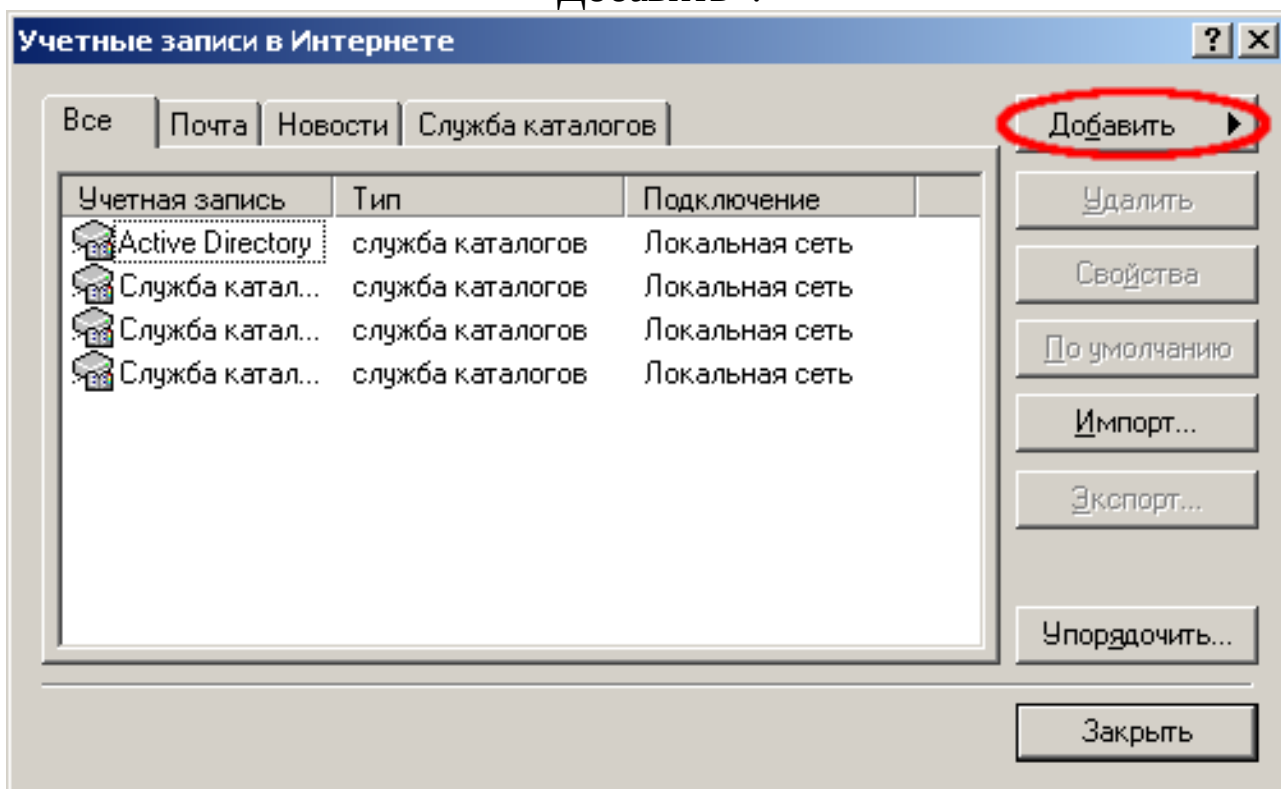 Добавить".
Учетные записи в Интернете
Все Почта Новости Служба каталогов
Добавить
Учетная запись Тип Подключение
Удалить
Active Directory служба каталогов Локальная сеть
Служба катал... служба каталогов Локальная сеть
Свойства
Служба катал... служба каталогов Локальная сеть
По умолчанию
Служба катал... служба каталогов Локальная сеть
Импорт...
Экспорт...
Упорядочить...
Закрыть